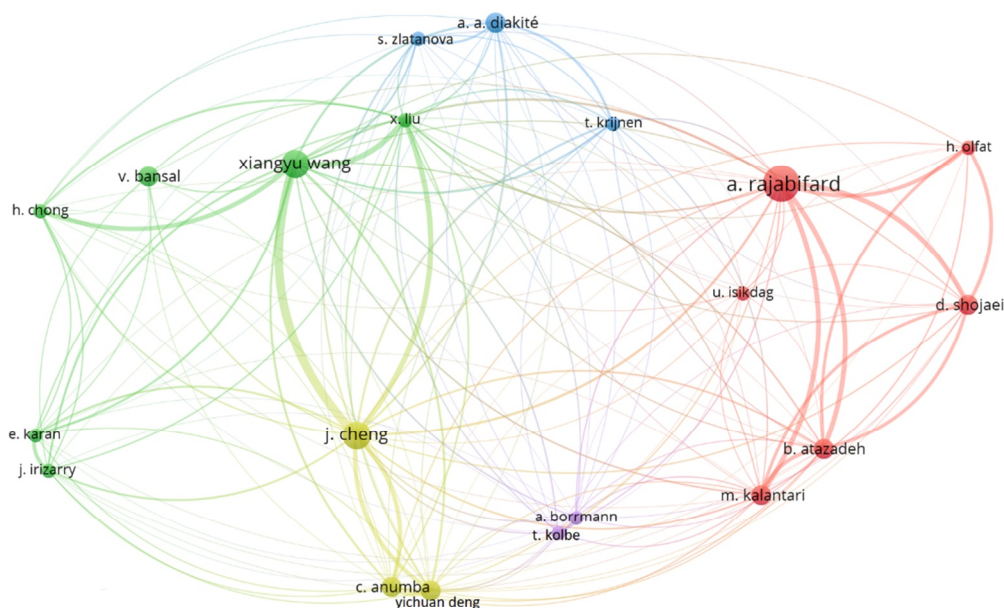 a. a. diakité
s. zlatanova
x. liu
t. krijnen
h. olfat
xiangyu wang
v. bansal
a. rajabifard
h. chong
u. isikdag
d. shojaei
e. karan
j. cheng
b. atazadeh
j. irizarry
m. kalantari
a. borrmann
t. kolbe
c. anumba
yichuan deng